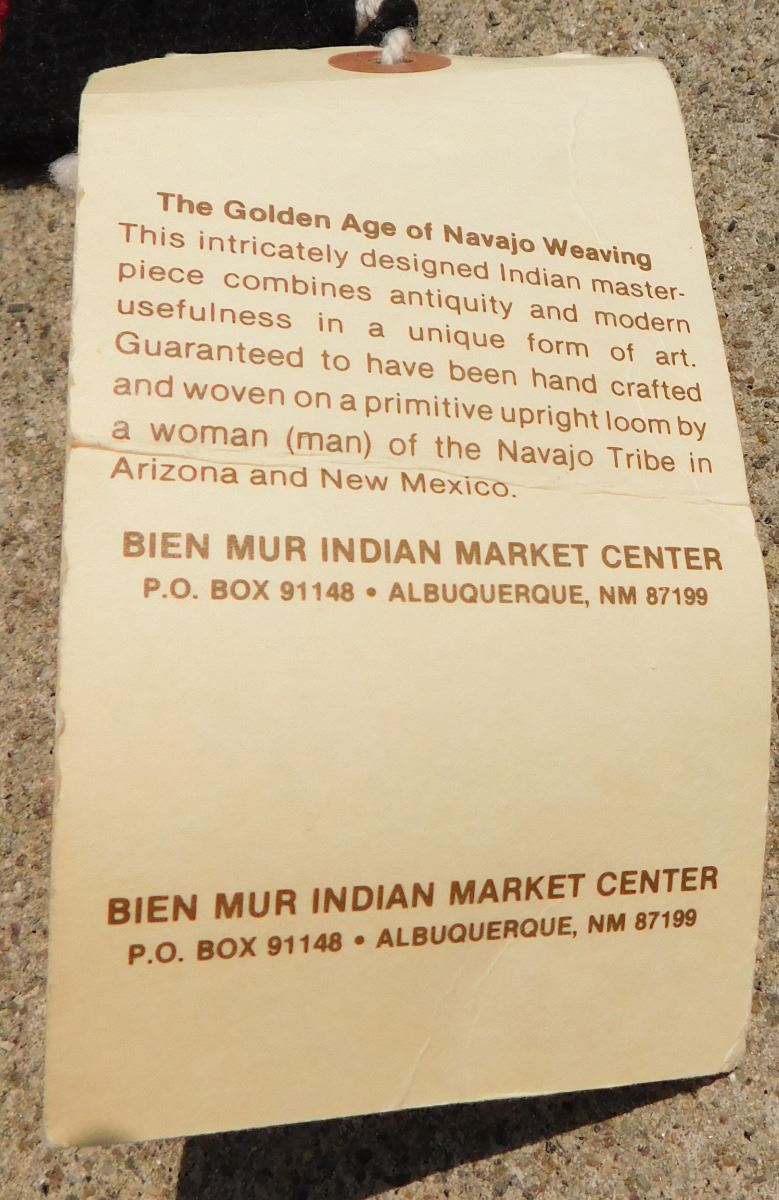 The Golden Age of Navajo Weaving
This intricately designed Indian master-
piece combines antiquity and modern
usefulness in a unique form of art.
Guaranteed to have been hand crafted
and woven on a primitive upright loom by
a woman (man) of the Navajo Tribe in
Arizona and New Mexico.
BIEN MUR INDIAN MARKET CENTER
P.O. BOX 91148 • ALBUQUERQUE, NM 87199
BIEN MUR INDIAN MARKET CENTER
P.O. BOX 91148 • ALBUQUERQUE, NM 87199